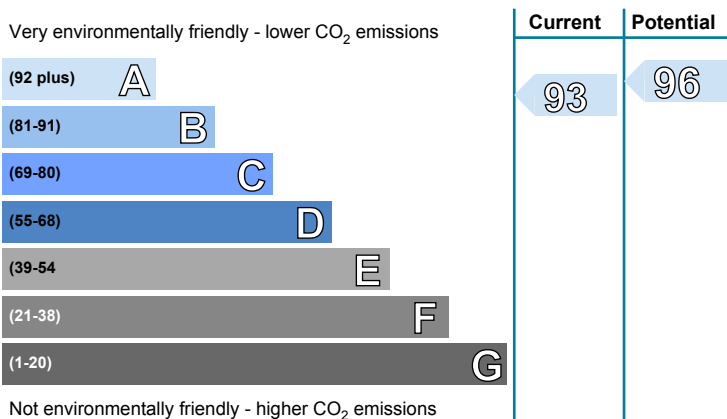 Current Potential
Very environmentally friendly - lower CO2 emissions
(92 plus) A
93 96
(81-91) B
(69-80) C
(55-68) D
(39-54 E
(21-38) F
(1-20) G
Not environmentally friendly - higher CO2 emissions